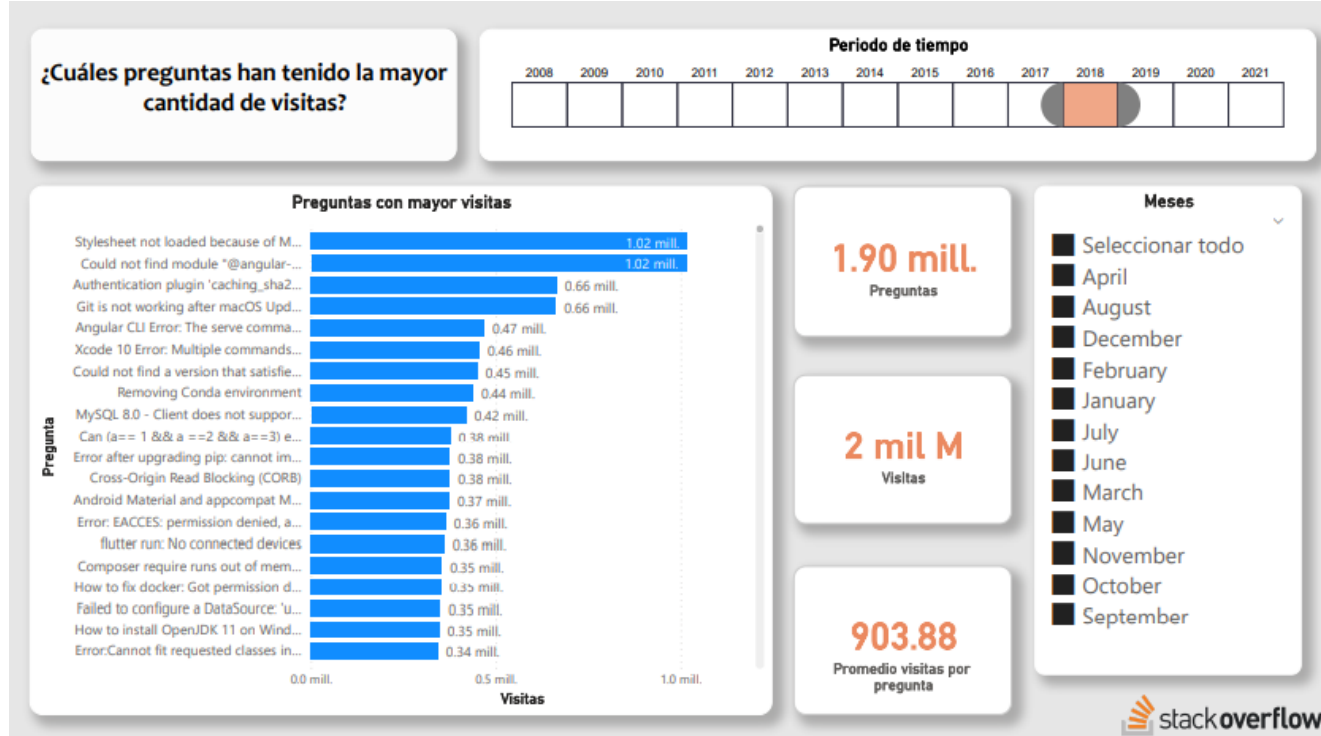 ¿Cuáles preguntas han tenido la mayor
cantidad de visitas?
Periodo de tiempo
2008 2009 2010 2011 2012 2013 2014 2015 2016 2017 2018 2019 2020 2021
Preguntas con mayor visitas
Pregunta
Stylesheet not loaded because of M... 1.02 mill.
Could not find module "@angular-... 1.02 mill.
Authentication plugin 'caching_sha2... 0.66 mill.
Git is not working after macOS Upd... 0.66 mill.
Angular CLI Error: The serve comma... 0.47 mill.
Xcode 10 Error: Multiple commands... 0.46 mill.
Could not find a version that satisfie... 0.45 mill.
Removing Conda environment 0.44 mill.
MySQL 8.0 - Client does not suppor... 0.42 mill.
Can (a== 1 && a ==2 && a==3) e... 0.38 mill.
Error after upgrading pip: cannot im... 0.38 mill.
Cross-Origin Read Blocking (CORB) 0.38 mill.
Android Material and appcompat M... 0.37 mill.
Error: EACCES: permission denied, a... 0.36 mill.
flutter run: No connected devices 0.36 mill.
Composer require runs out of mem... 0.35 mill.
How to fix docker: Got permission d... 0.35 mill.
Failed to configure a DataSource: 'u... 0.35 mill.
How to install OpenJDK 11 on Wind... 0.35 mill.
Error:Cannot fit requested classes in... 0.34 mill.
0.0 mill. 0.5 mill. 1.0 mill.
Visitas
1.90 mill.
Preguntas
2 mil M
Visitas
903.88
Promedio visitas por
pregunta
Meses
Seleccionar todo
April
August
December
February
January
July
June
March
May
November
October
September
stackoverflow